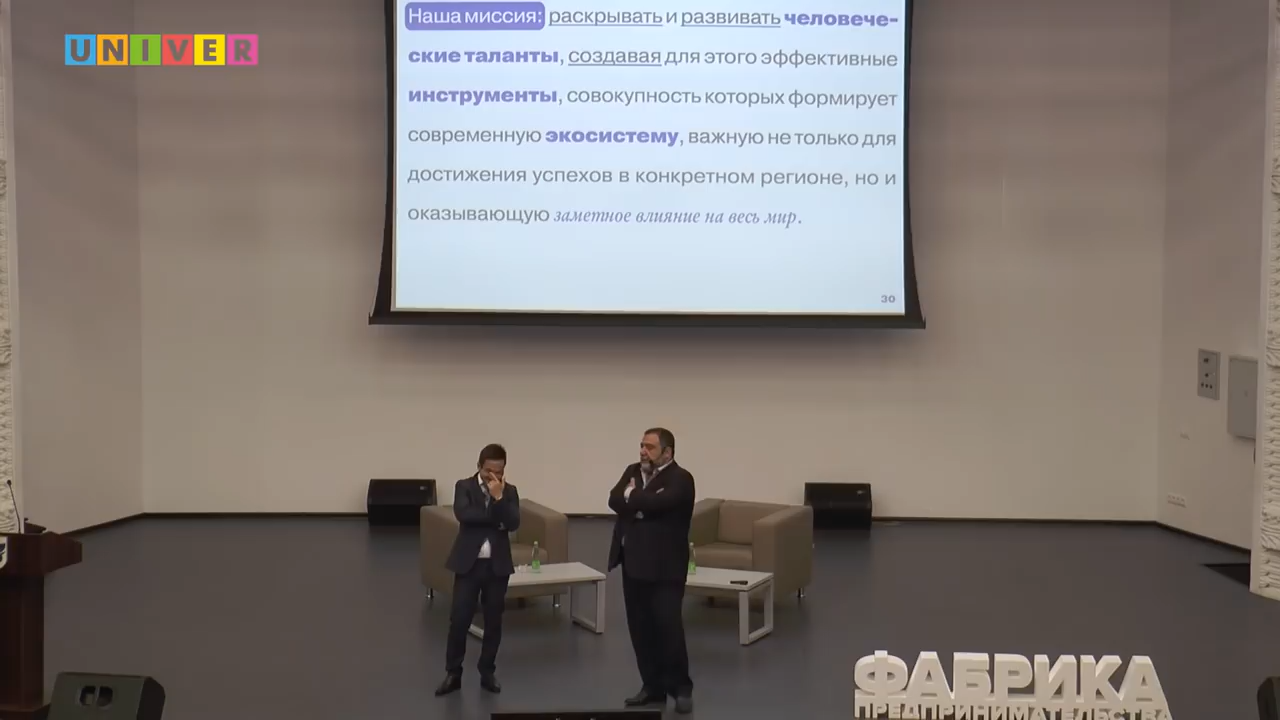 UNIVER
Наша миссия: раскрывать и развивать человече-
ские таланты, создавая для этого эффективные
инструменты, совокупность которых формирует
современную экосистему, важную не только для
достижения успехов в конкретном регионе, но и
оказывающую заметное влияние на весь мир.
30
ФАБРИКА
ПРЕДПРИНИМАТЕЛЬСТВА